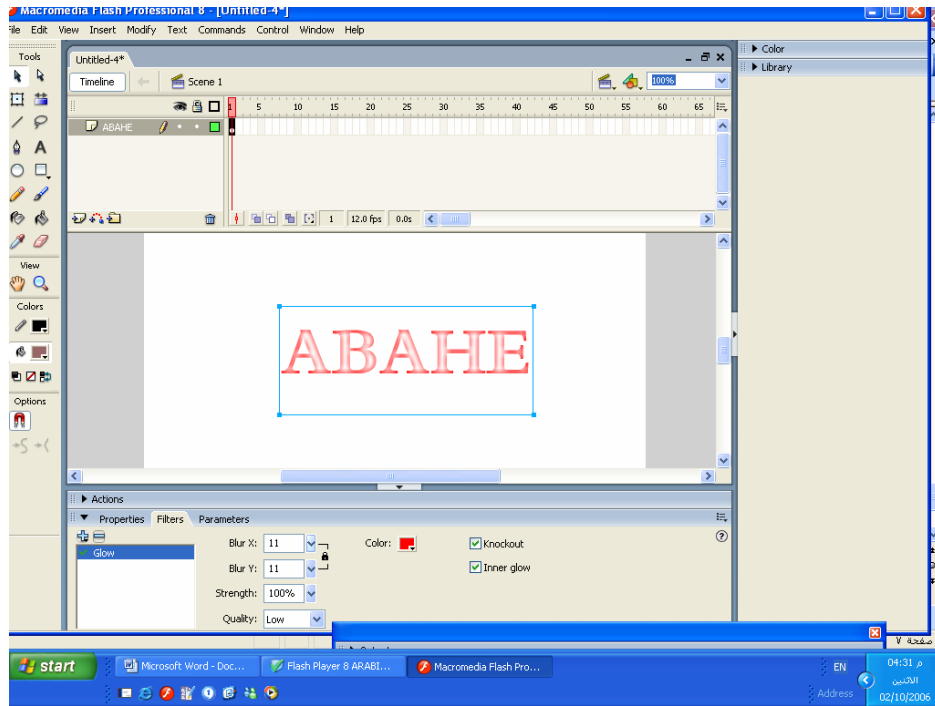 Macromedia Flash Professional 8 - [Untitled-4*]
File Edit View Insert Modify Text Commands Control Window Help
Tools
View
Colors
Options
Untitled-4*
Timeline
Scene 1
100%
1 5 10 15 20 25 30 35 40 45 50 55 60 65
ABAHE
1 12.0 fps 0.0s
ABAHE
Color
Library
Actions
Properties Filters Parameters
Glow
Blur X: 11
Color:
Knockout
Blur Y: 11
Inner glow
Strength: 100%
Quality: Low
صفحة ٧
start
Microsoft Word - Doc...
Flash Player 8 ARABI...
Macromedia Flash Pro...
EN
Address
04:31 م
الاثنين
02/10/2006